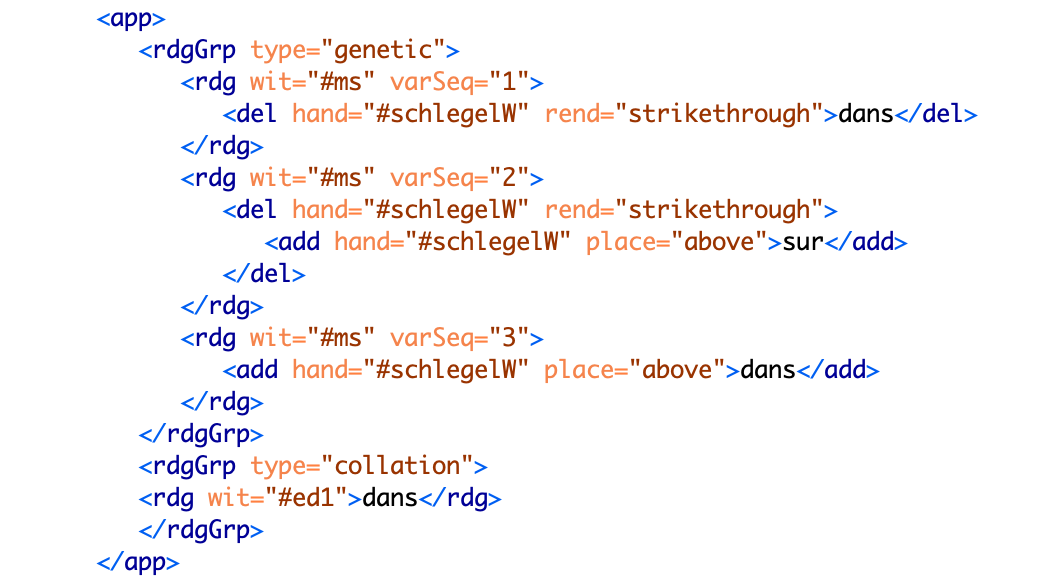 <app>
<rdgGrp type="genetic">
<rdg wit="#ms" varSeq="1">
<del hand="#schlegelW" rend="strikethrough">dans</del>
</rdg>
<rdg wit="#ms" varSeq="2">
<del hand="#schlegelW" rend="strikethrough">
<add hand="#schlegelW" place="above">sur</add>
</del>
</rdg>
<rdg wit="#ms" varSeq="3">
<add hand="#schlegelW" place="above">dans</add>
</rdg>
</rdgGrp>
<rdgGrp type="collation">
<rdg wit="#ed1">dans</rdg>
</rdgGrp>
</app>